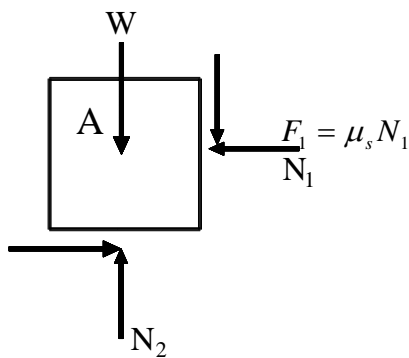 W
A
F₁ = μₛN₁
N₁
N₂